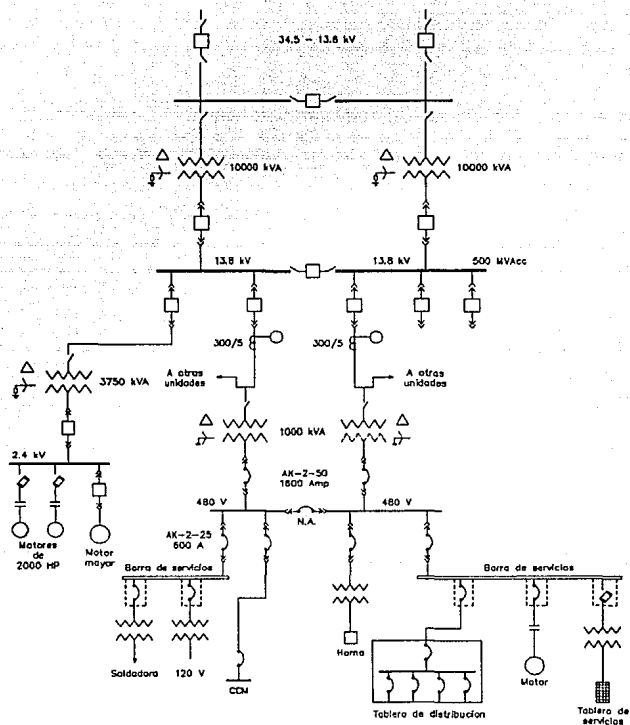 34.5 - 13.8 kV
10000 kVA
10000 kVA
13.8 kV
13.8 kV
500 MVAcc
300/5
300/5
A otras
unidades
A otras
unidades
3750 kVA
1000 kVA
2.4 kV
AK-2-50
1600 Amp
480 V
480 V
N.A.
AK-2-25
600 A
Motores
de
2000 HP
Motor
mayor
Barra de servicios
Barra de servicios
Soldadora
120 V
CCM
Horno
Tablero de distribucion
Motor
Tablero de
servicios